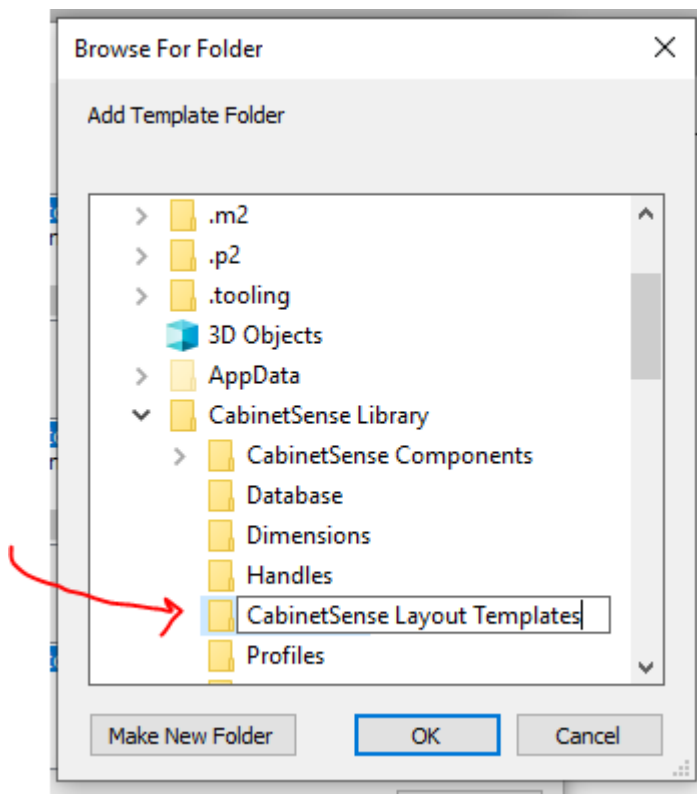 Browse For Folder
Add Template Folder
.m2
.p2
.tooling
3D Objects
AppData
CabinetSense Library
CabinetSense Components
Database
Dimensions
Handles
CabinetSense Layout Templates
Profiles
Make New Folder
OK
Cancel